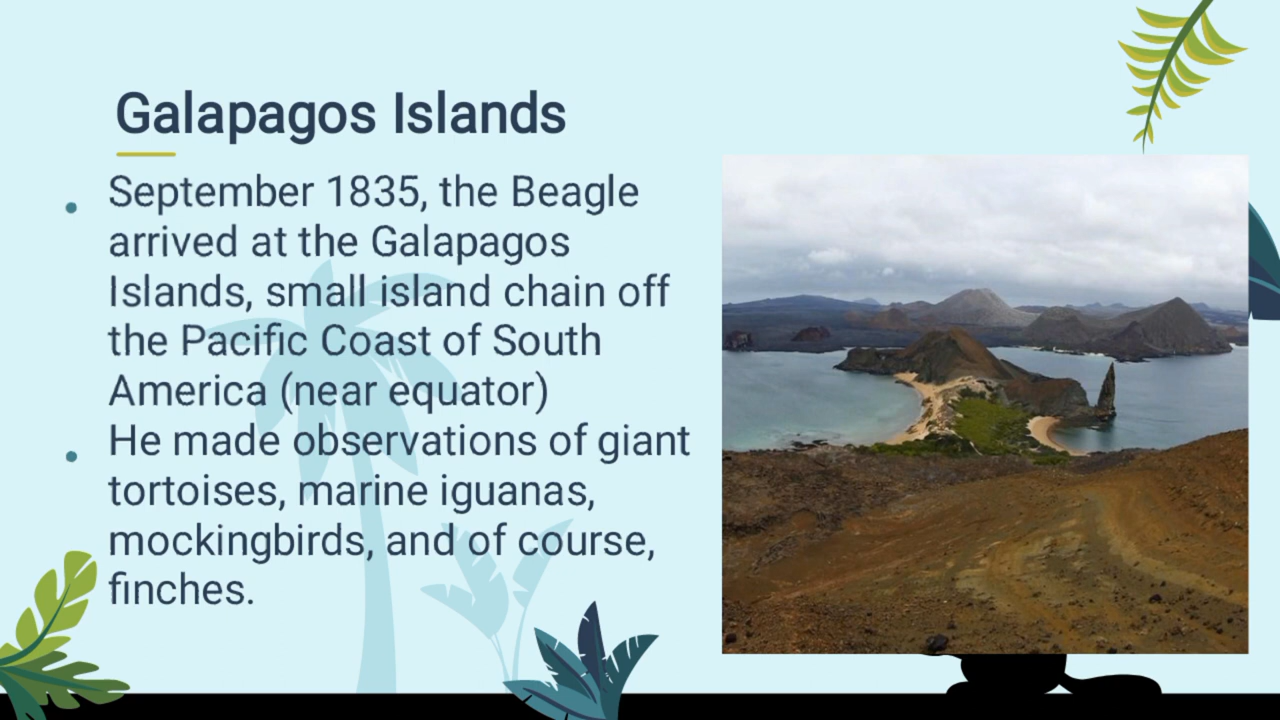 Galapagos Islands
September 1835, the Beagle
arrived at the Galapagos
Islands, small island chain off
the Pacific Coast of South
America (near equator)
He made observations of giant
tortoises, marine iguanas,
mockingbirds, and of course,
finches.